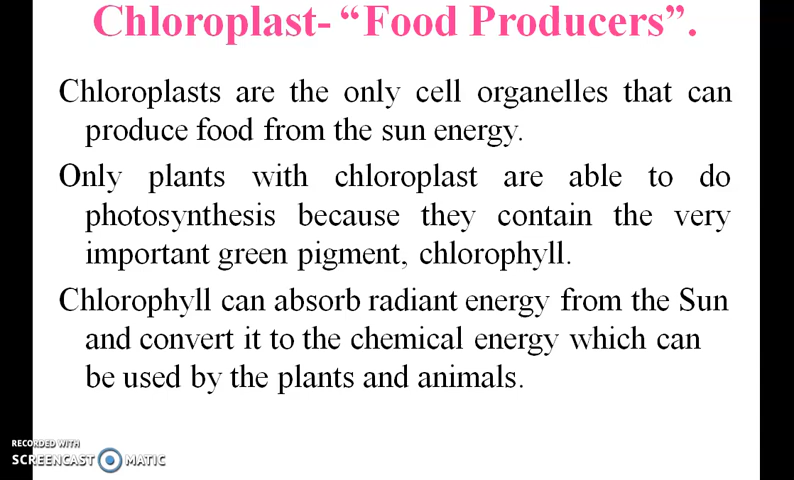 Chloroplast- “Food Producers”.
Chloroplasts are the only cell organelles that can
produce food from the sun energy.
Only plants with chloroplast are able to do
photosynthesis because they contain the very
important green pigment, chlorophyll.
Chlorophyll can absorb radiant energy from the Sun
and convert it to the chemical energy which can
be used by the plants and animals.
RECORDED WITH
SCREENCAST MATIC